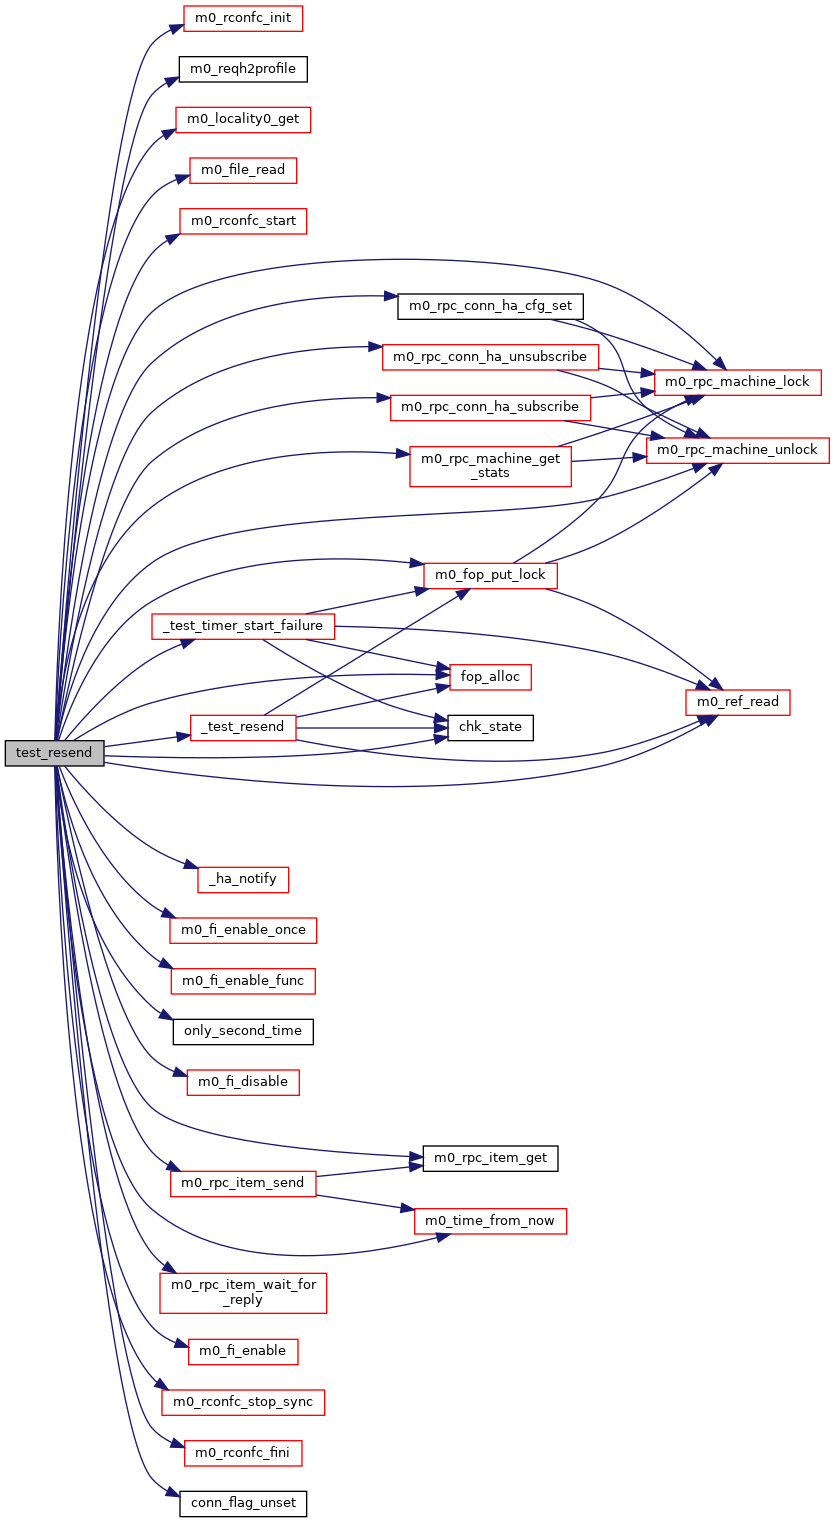 m0_rconfc_init
m0_reqh2profile
m0_locality0_get
m0_file_read
m0_rconfc_start
m0_rpc_conn_ha_cfg_set
m0_rpc_conn_ha_unsubscribe
m0_rpc_machine_lock
m0_rpc_conn_ha_subscribe
m0_rpc_machine_unlock
m0_rpc_machine_get
_stats
m0_fop_put_lock
_test_timer_start_failure
fop_alloc
m0_ref_read
_test_resend
chk_state
test_resend
_ha_notify
m0_fi_enable_once
m0_fi_enable_func
only_second_time
m0_fi_disable
m0_rpc_item_get
m0_rpc_item_send
m0_time_from_now
m0_rpc_item_wait_for
_reply
m0_fi_enable
m0_rconfc_stop_sync
m0_rconfc_fini
conn_flag_unset